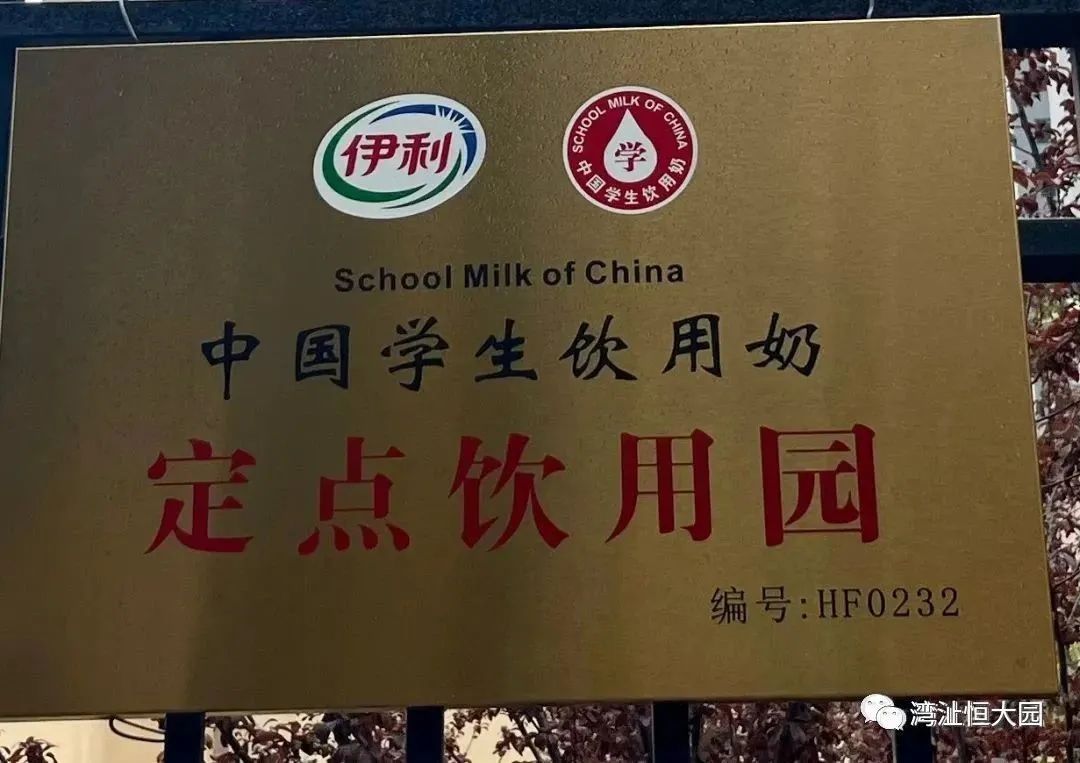 伊利
SCHOOL MILK OF CHINA
学
中国学生饮用奶
School Milk of China
中国学生饮用奶
定点饮用园
编号:HF0232
湾沚恒大园